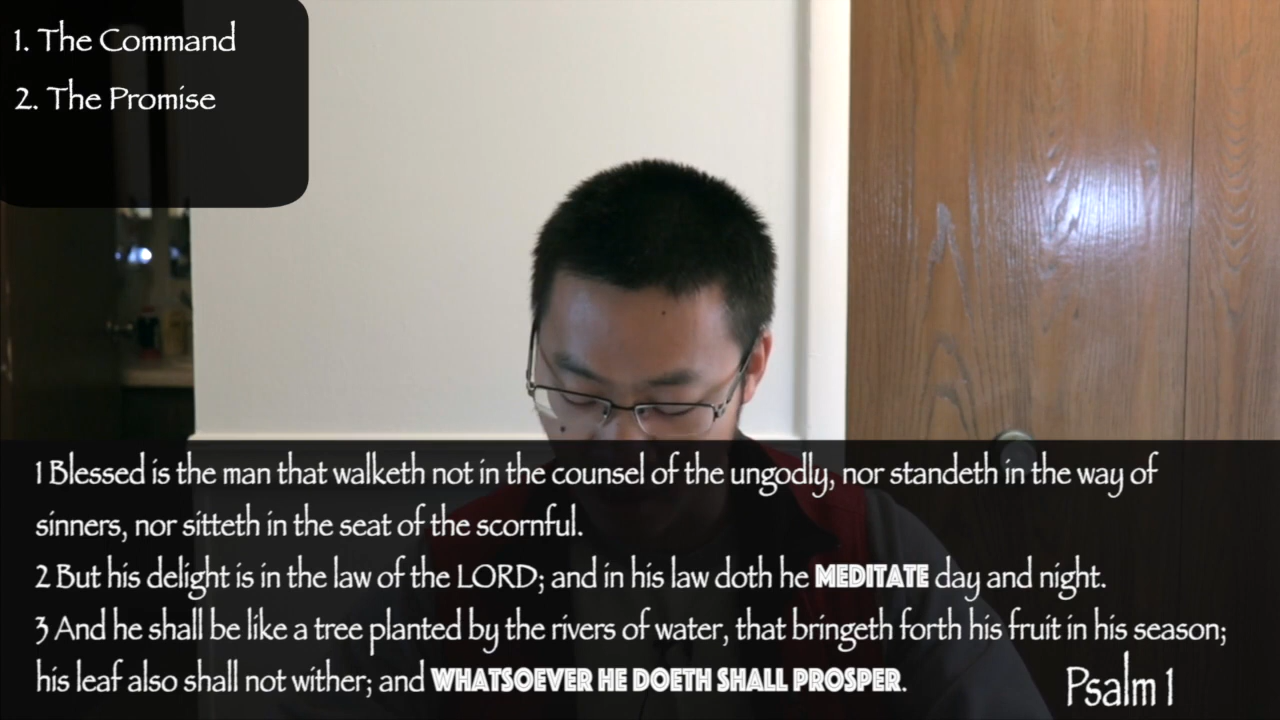 1. The Command
2. The Promise
1 Blessed is the man that walketh not in the counsel of the ungodly, nor standeth in the way of
sinners, nor sitteth in the seat of the scornful.
2 But his delight is in the law of the LORD; and in his law doth he MEDITATE day and night.
3 And he shall be like a tree planted by the rivers of water, that bringeth forth his fruit in his season;
his leaf also shall not wither; and WHATSOEVER HE DOETH SHALL PROSPER.
Psalm 1